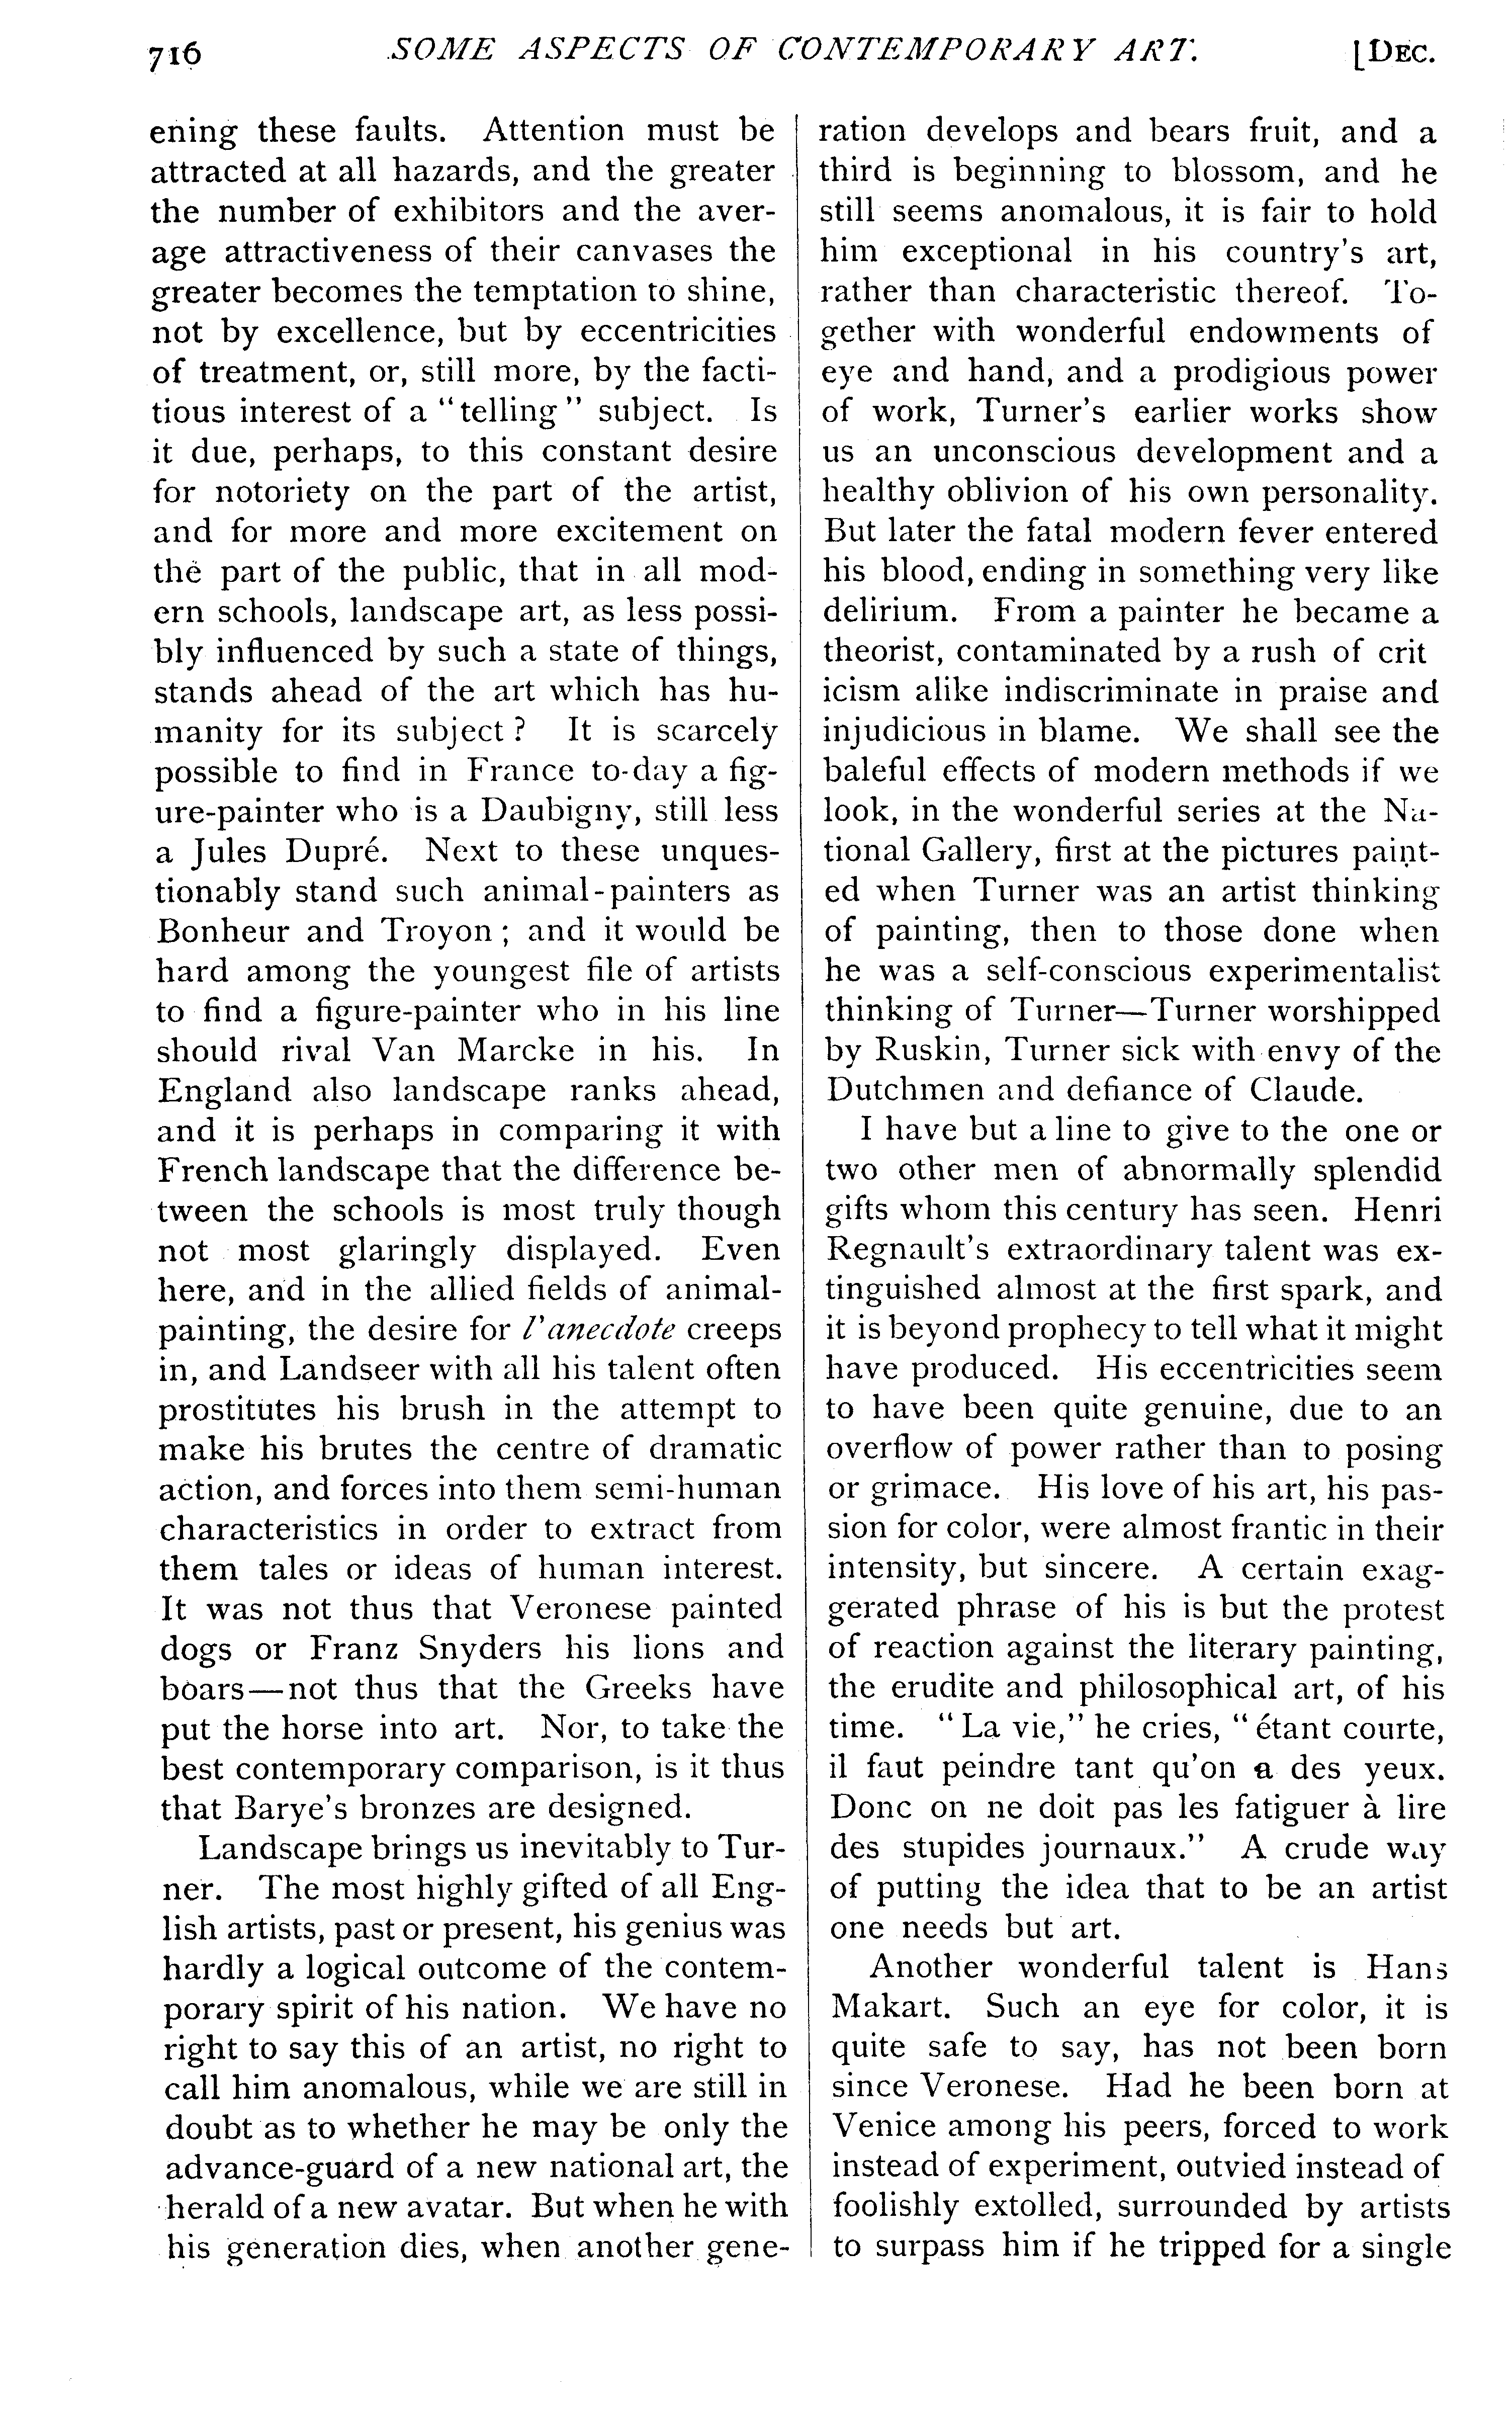 716 SOME ASPECTS OF CONTEMPORARY ART. [DEC.
ening these faults. Attention must be
attracted at all hazards, and the greater
the number of exhibitors and the aver-
age attractiveness of their canvases the
greater becomes the temptation to shine,
not by excellence, but by eccentricities
of treatment, or, still more, by the facti-
tious interest of a "telling" subject. Is
it due, perhaps, to this constant desire
for notoriety on the part of the artist,
and for more and more excitement on
the part of the public, that in all mod-
ern schools, landscape art, as less possi-
bly influenced by such a state of things,
stands ahead of the art which has hu-
manity for its subject? It is scarcely
possible to find in France to-day a fig-
ure-painter who is a Daubigny, still less
a Jules Dupré. Next to these unques-
tionably stand such animal-painters as
Bonheur and Troyon; and it would be
hard among the youngest file of artists
to find a figure-painter who in his line
should rival Van Marcke in his. In
England also landscape ranks ahead,
and it is perhaps in comparing it with
French landscape that the difference be-
tween the schools is most truly though
not most glaringly displayed. Even
here, and in the allied fields of animal-
painting, the desire for l'anecdote creeps
in, and Landseer with all his talent often
prostitutes his brush in the attempt to
make his brutes the centre of dramatic
action, and forces into them semi-human
characteristics in order to extract from
them tales or ideas of human interest.
It was not thus that Veronese painted
dogs or Franz Snyders his lions and
boars—not thus that the Greeks have
put the horse into art. Nor, to take the
best contemporary comparison, is it thus
that Barye's bronzes are designed.
Landscape brings us inevitably to Tur-
ner. The most highly gifted of all Eng-
lish artists, past or present, his genius was
hardly a logical outcome of the contem-
porary spirit of his nation. We have no
right to say this of an artist, no right to
call him anomalous, while we are still in
doubt as to whether he may be only the
advance-guard of a new national art, the
herald of a new avatar. But when he with
his generation dies, when another gene-
ration develops and bears fruit, and a
third is beginning to blossom, and he
still seems anomalous, it is fair to hold
him exceptional in his country's art,
rather than characteristic thereof. To-
gether with wonderful endowments of
eye and hand, and a prodigious power
of work, Turner's earlier works show
us an unconscious development and a
healthy oblivion of his own personality.
But later the fatal modern fever entered
his blood, ending in something very like
delirium. From a painter he became a
theorist, contaminated by a rush of crit
icism alike indiscriminate in praise and
injudicious in blame. We shall see the
baleful effects of modern methods if we
look, in the wonderful series at the Na-
tional Gallery, first at the pictures paint-
ed when Turner was an artist thinking
of painting, then to those done when
he was a self-conscious experimentalist
thinking of Turner—Turner worshipped
by Ruskin, Turner sick with envy of the
Dutchmen and defiance of Claude.
I have but a line to give to the one or
two other men of abnormally splendid
gifts whom this century has seen. Henri
Regnault's extraordinary talent was ex-
tinguished almost at the first spark, and
it is beyond prophecy to tell what it might
have produced. His eccentricities seem
to have been quite genuine, due to an
overflow of power rather than to posing
or grimace. His love of his art, his pas-
sion for color, were almost frantic in their
intensity, but sincere. A certain exag-
gerated phrase of his is but the protest
of reaction against the literary painting,
the erudite and philosophical art, of his
time. "La vie," he cries, "étant courte,
il faut peindre tant qu'on a des yeux.
Donc on ne doit pas les fatiguer à lire
des stupides journaux." A crude way
of putting the idea that to be an artist
one needs but art.
Another wonderful talent is Hans
Makart. Such an eye for color, it is
quite safe to say, has not been born
since Veronese. Had he been born at
Venice among his peers, forced to work
instead of experiment, outvied instead of
foolishly extolled, surrounded by artists
to surpass him if he tripped for a single